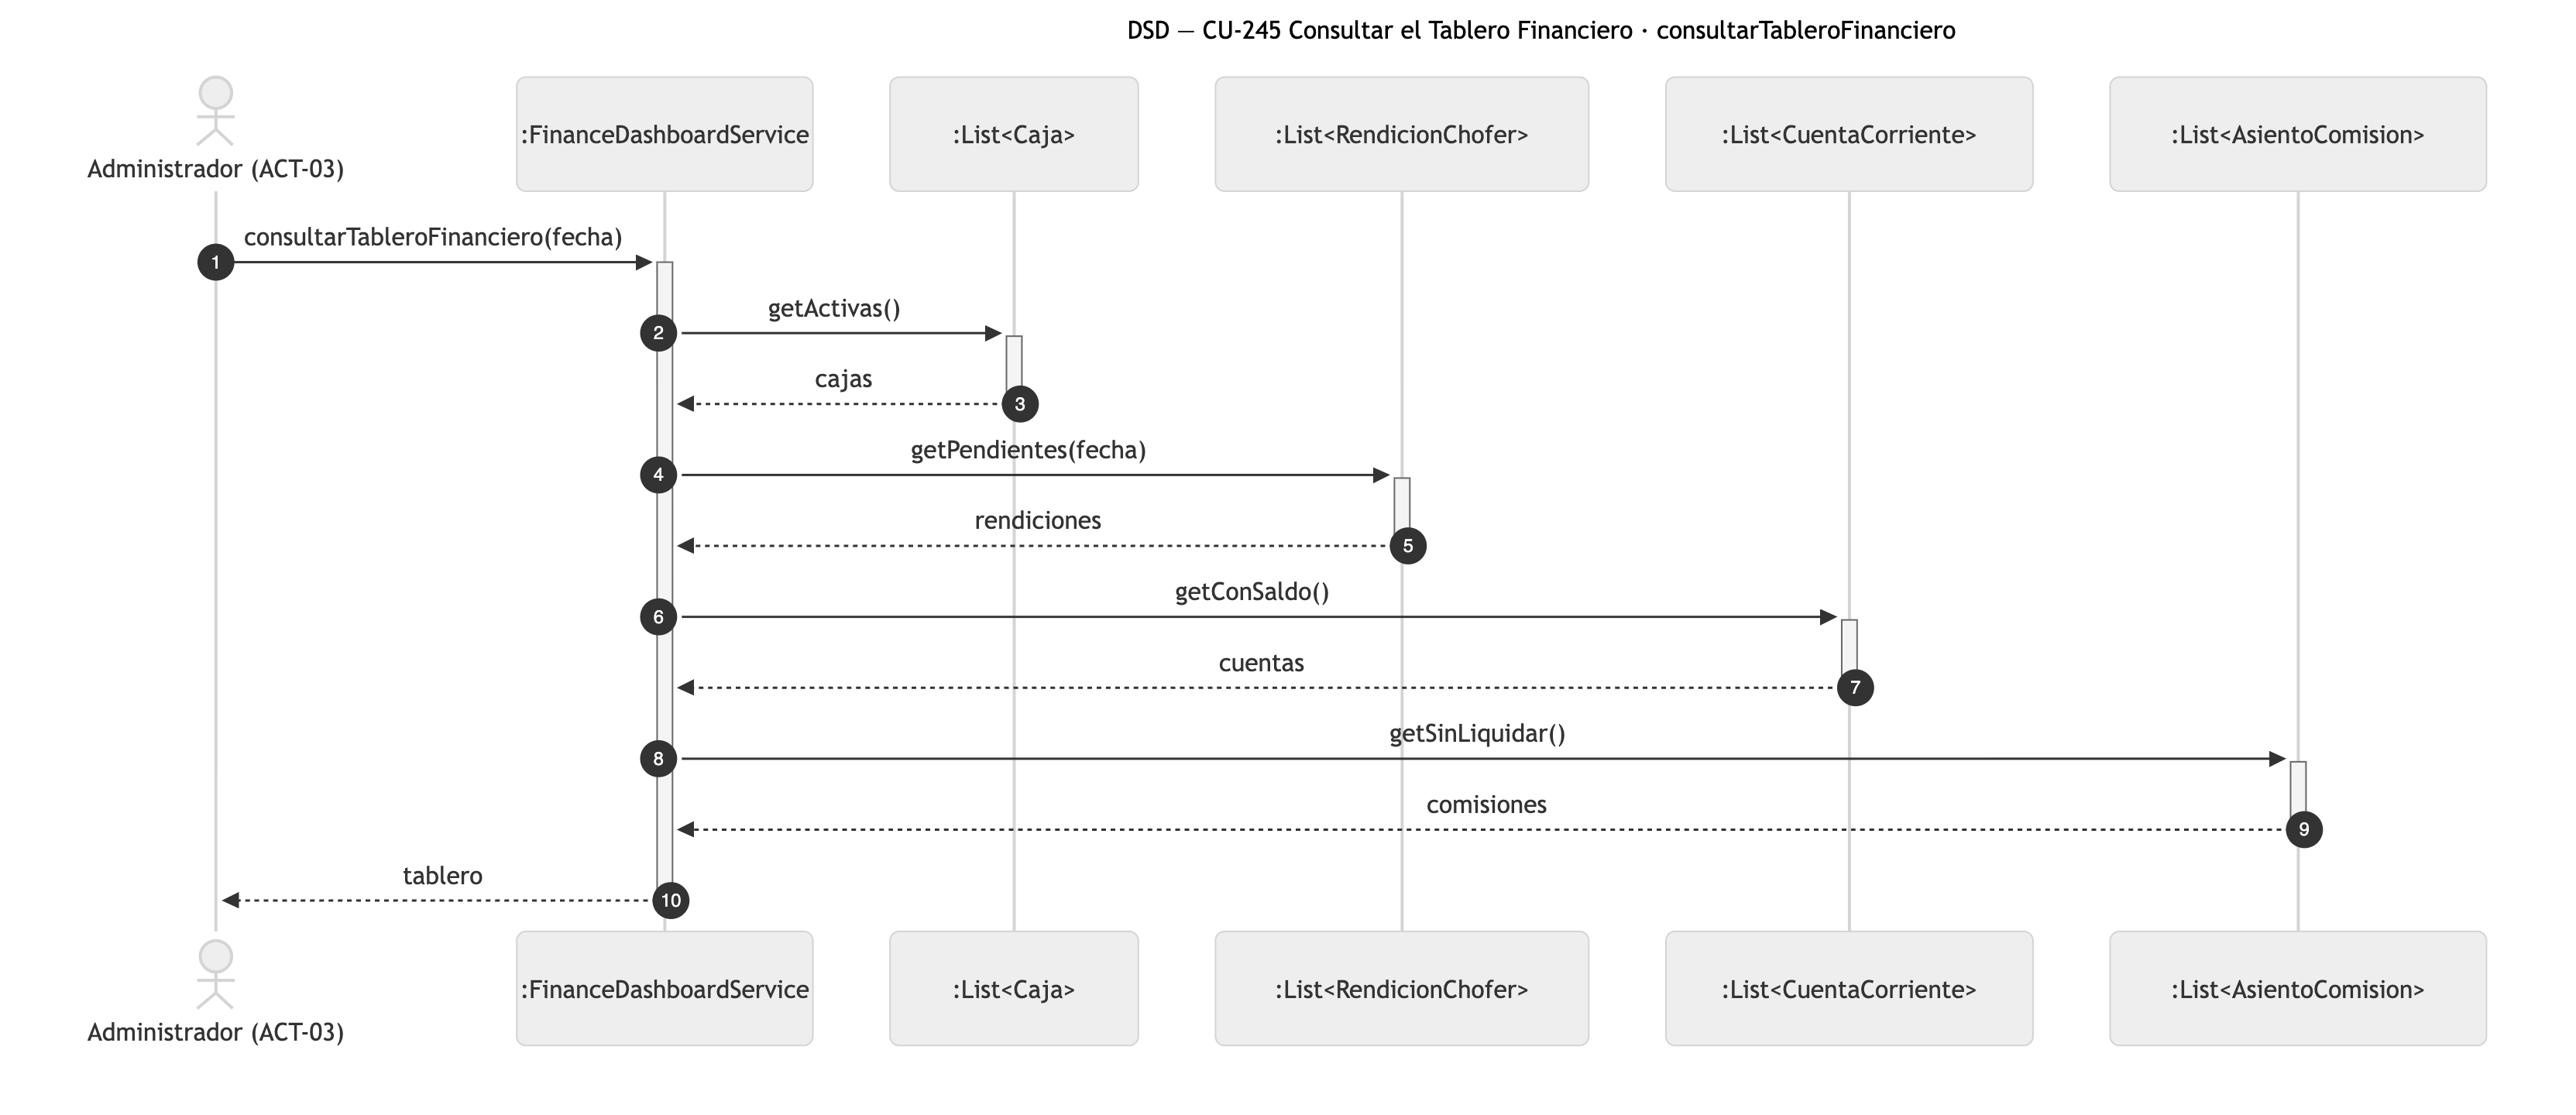 DSD — CU-245 Consultar el Tablero Financiero · consultarTableroFinanciero
Administrador (ACT-03)
:FinanceDashboardService
:List<Caja>
:List<RendicionChofer>
:List<CuentaCorriente>
:List<AsientoComision>
consultarTableroFinanciero(fecha)
1
getActivas()
2
cajas
3
getPendientes(fecha)
4
rendiciones
5
getConSaldo()
6
cuentas
7
getSinLiquidar()
8
comisiones
9
tablero
10
Administrador (ACT-03)
:FinanceDashboardService
:List<Caja>
:List<RendicionChofer>
:List<CuentaCorriente>
:List<AsientoComision>